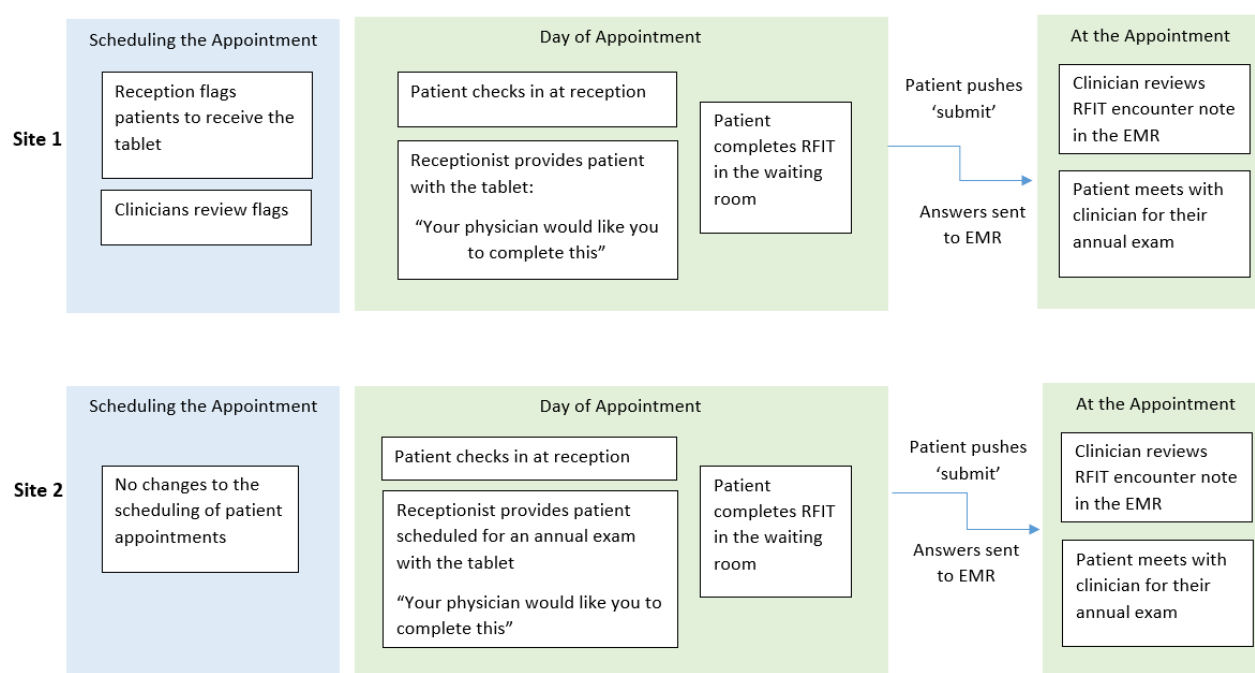 Site 1
Scheduling the Appointment
Reception flags
patients to receive the
tablet
Clinicians review flags
Day of Appointment
Patient checks in at reception
Receptionist provides patient
with the tablet:
“Your physician would like you
to complete this”
Patient
completes RFIT
in the waiting
room
Patient pushes
‘submit’
Answers sent
to EMR
At the Appointment
Clinician reviews
RFIT encounter note
in the EMR
Patient meets with
clinician for their
annual exam
Site 2
Scheduling the Appointment
No changes to the
scheduling of patient
appointments
Day of Appointment
Patient checks in at reception
Receptionist provides patient
scheduled for an annual exam
with the tablet
“Your physician would like you to
complete this”
Patient
completes RFIT
in the waiting
room
Patient pushes
‘submit’
Answers sent
to EMR
At the Appointment
Clinician reviews
RFIT encounter note
in the EMR
Patient meets with
clinician for their
annual exam